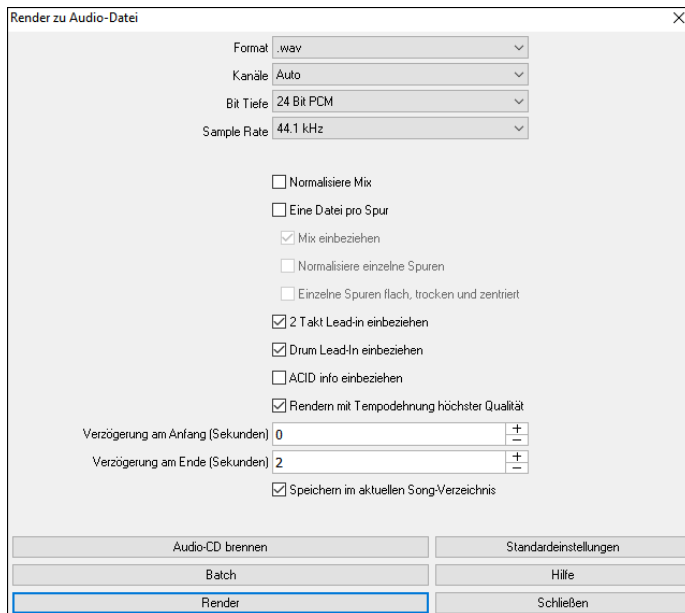 Render zu Audio-Datei
Format .wav
Kanäle Auto
Bit Tiefe 24 Bit PCM
Sample Rate 44.1 kHz
Normalisiere Mix
Eine Datei pro Spur
Mix einbeziehen
Normalisiere einzelne Spuren
Einzelne Spuren flach, trocken und zentriert
2 Takt Lead-in einbeziehen
Drum Lead-In einbeziehen
ACID info einbeziehen
Rendern mit Tempodehnung höchster Qualität
Verzögerung am Anfang (Sekunden) 0
Verzögerung am Ende (Sekunden) 2
Speichern im aktuellen Song-Verzeichnis
Audio-CD brennen Standardeinstellungen
Batch Hilfe
Render Schließen